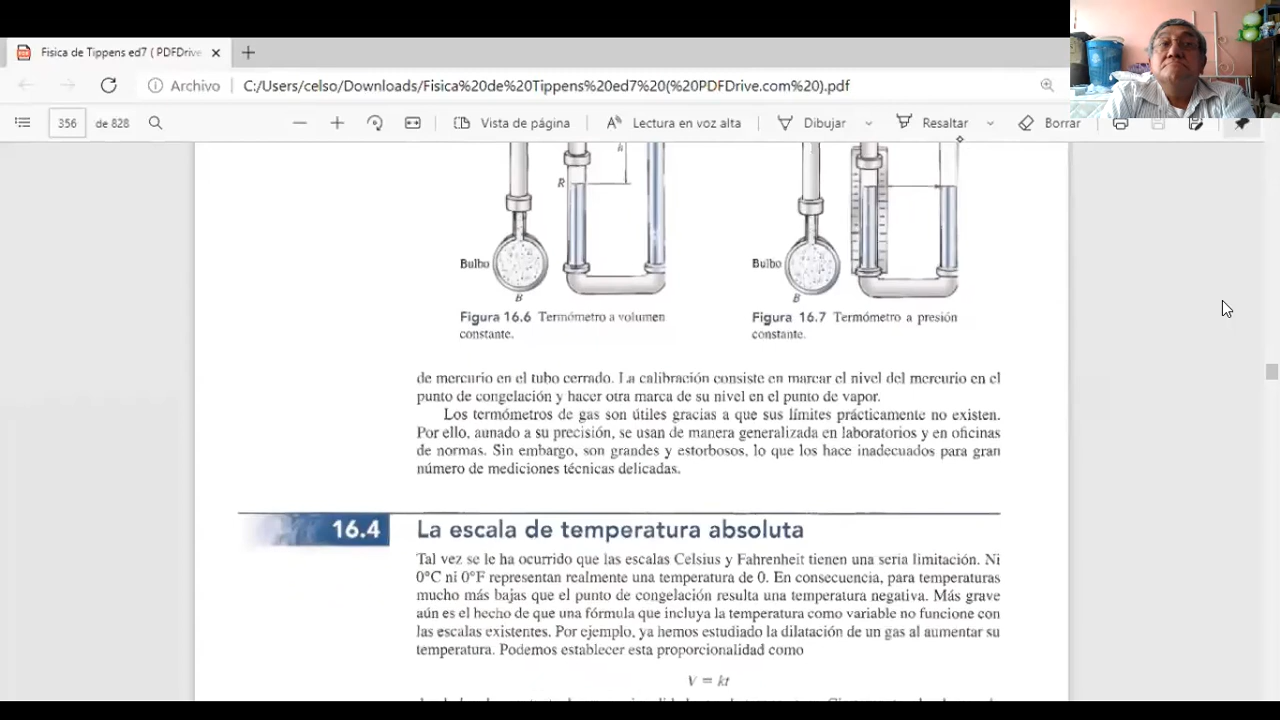 Fisica de Tippens ed7 ( PDFDrive
Archivo
C:/Users/celso/Downloads/Fisica%20de%20Tippens%20ed7%20(%20PDFDrive.com%20).pdf
356 de 828
Vista de página
Lectura en voz alta
Dibujar
Resaltar
Borrar
h
R
Bulbo
B
Bulbo
B
Figura 16.6 Termómetro a volumen
constante.
Figura 16.7 Termómetro a presión
constante.
de mercurio en el tubo cerrado. La calibración consiste en marcar el nivel del mercurio en el
punto de congelación y hacer otra marca de su nivel en el punto de vapor.
Los termómetros de gas son útiles gracias a que sus límites prácticamente no existen.
Por ello, aunado a su precisión, se usan de manera generalizada en laboratorios y en oficinas
de normas. Sin embargo, son grandes y estorbosos, lo que los hace inadecuados para gran
número de mediciones técnicas delicadas.
16.4 La escala de temperatura absoluta
Tal vez se le ha ocurrido que las escalas Celsius y Fahrenheit tienen una seria limitación. Ni
0°C ni 0°F representan realmente una temperatura de 0. En consecuencia, para temperaturas
mucho más bajas que el punto de congelación resulta una temperatura negativa. Más grave
aún es el hecho de que una fórmula que incluya la temperatura como variable no funcione con
las escalas existentes. Por ejemplo, ya hemos estudiado la dilatación de un gas al aumentar su
temperatura. Podemos establecer esta proporcionalidad como
V = kt